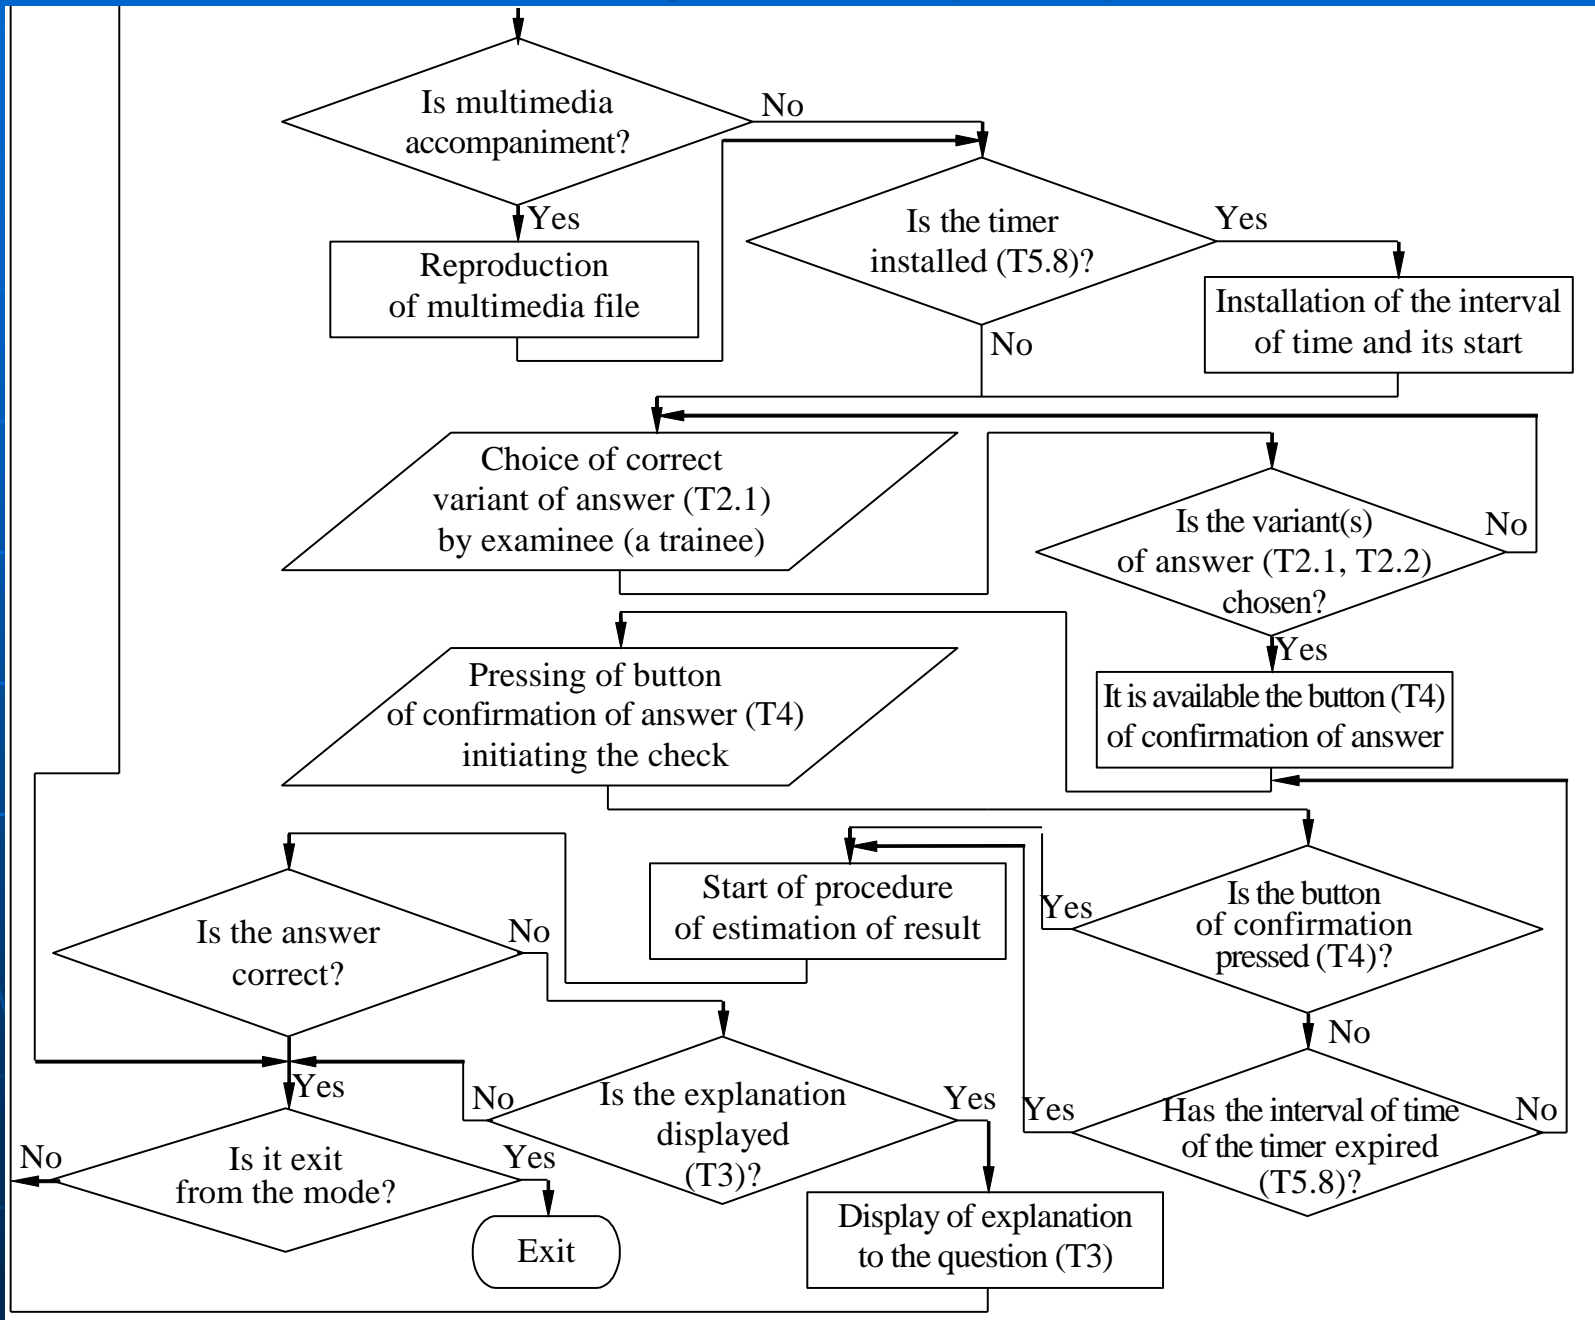 Is multimedia
accompaniment?
No
Yes
Reproduction
of multimedia file
Is the timer
installed (T5.8)?
Yes
Installation of the interval
of time and its start
No
Choice of correct
variant of answer (T2.1)
by examinee (a trainee)
Is the variant(s)
of answer (T2.1, T2.2)
chosen?
No
Yes
It is available the button (T4)
of confirmation of answer
Pressing of button
of confirmation of answer (T4)
initiating the check
Is the button
of confirmation
pressed (T4)?
Yes
No
Start of procedure
of estimation of result
Has the interval of time
of the timer expired
(T5.8)?
Yes
No
Is the answer
correct?
No
Yes
Is the explanation
displayed
(T3)?
No
Yes
Display of explanation
to the question (T3)
Is it exit
from the mode?
No
Yes
Exit